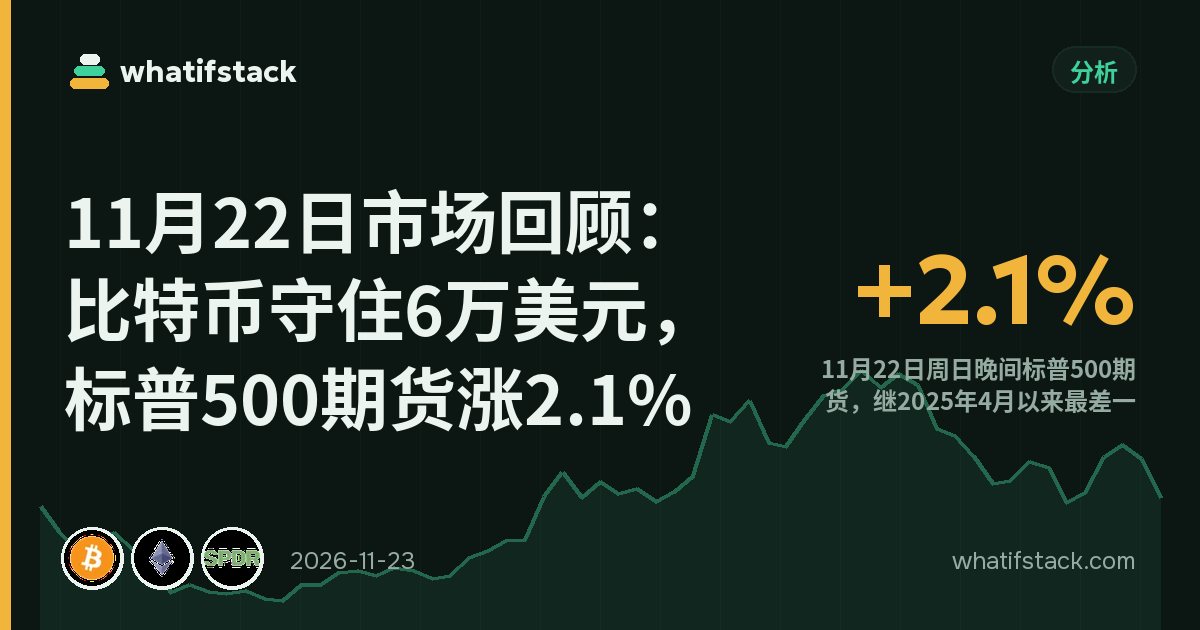 whatifstack
分析
11月22日市场回顾：
比特币守住6万美元，
标普500期货涨2.1%
+2.1%
11月22日周日晚间标普500期
货，继2025年4月以来最差一
SPDR
2026-11-23
whatifstack.com